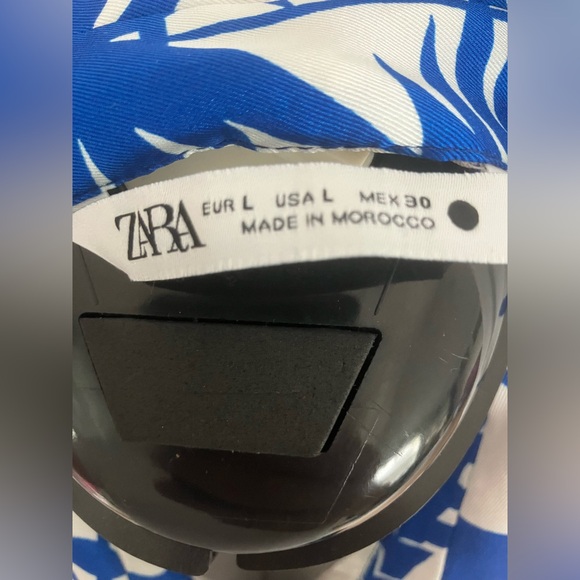 ZARA
EUR L USA L MEX 30
MADE IN MOROCCO